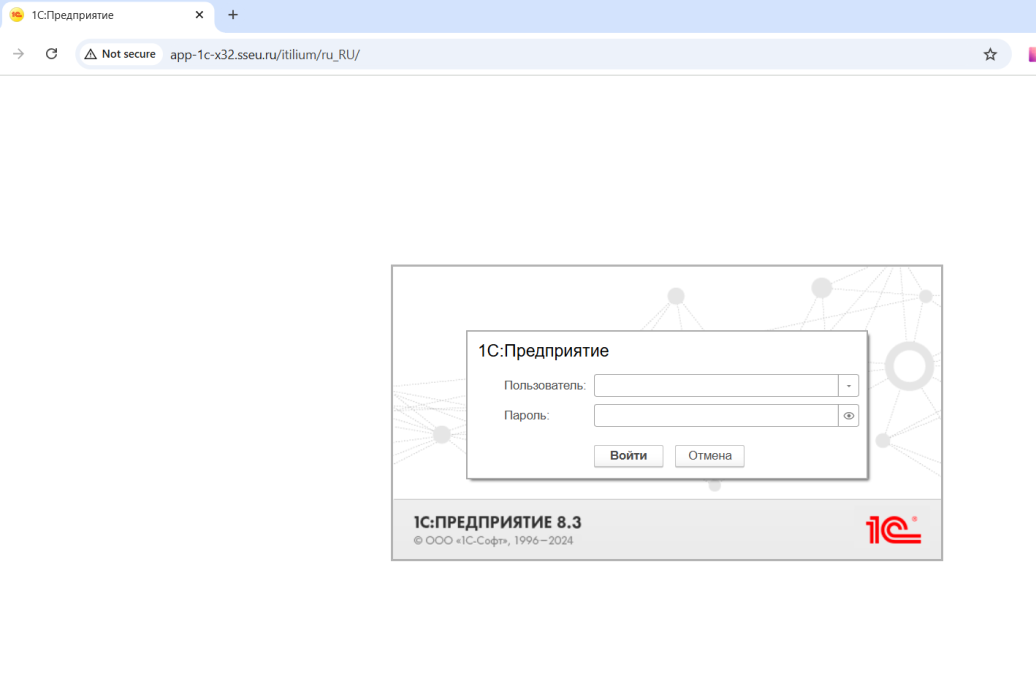 1С:Предприятие
Not secure app-1c-x32.sseu.ru/itilium/ru_RU/
1С:Предприятие
Пользователь:
Пароль:
Войти Отмена
1С:ПРЕДПРИЯТИЕ 8.3
© ООО «1С-Софт», 1996–2024
1С